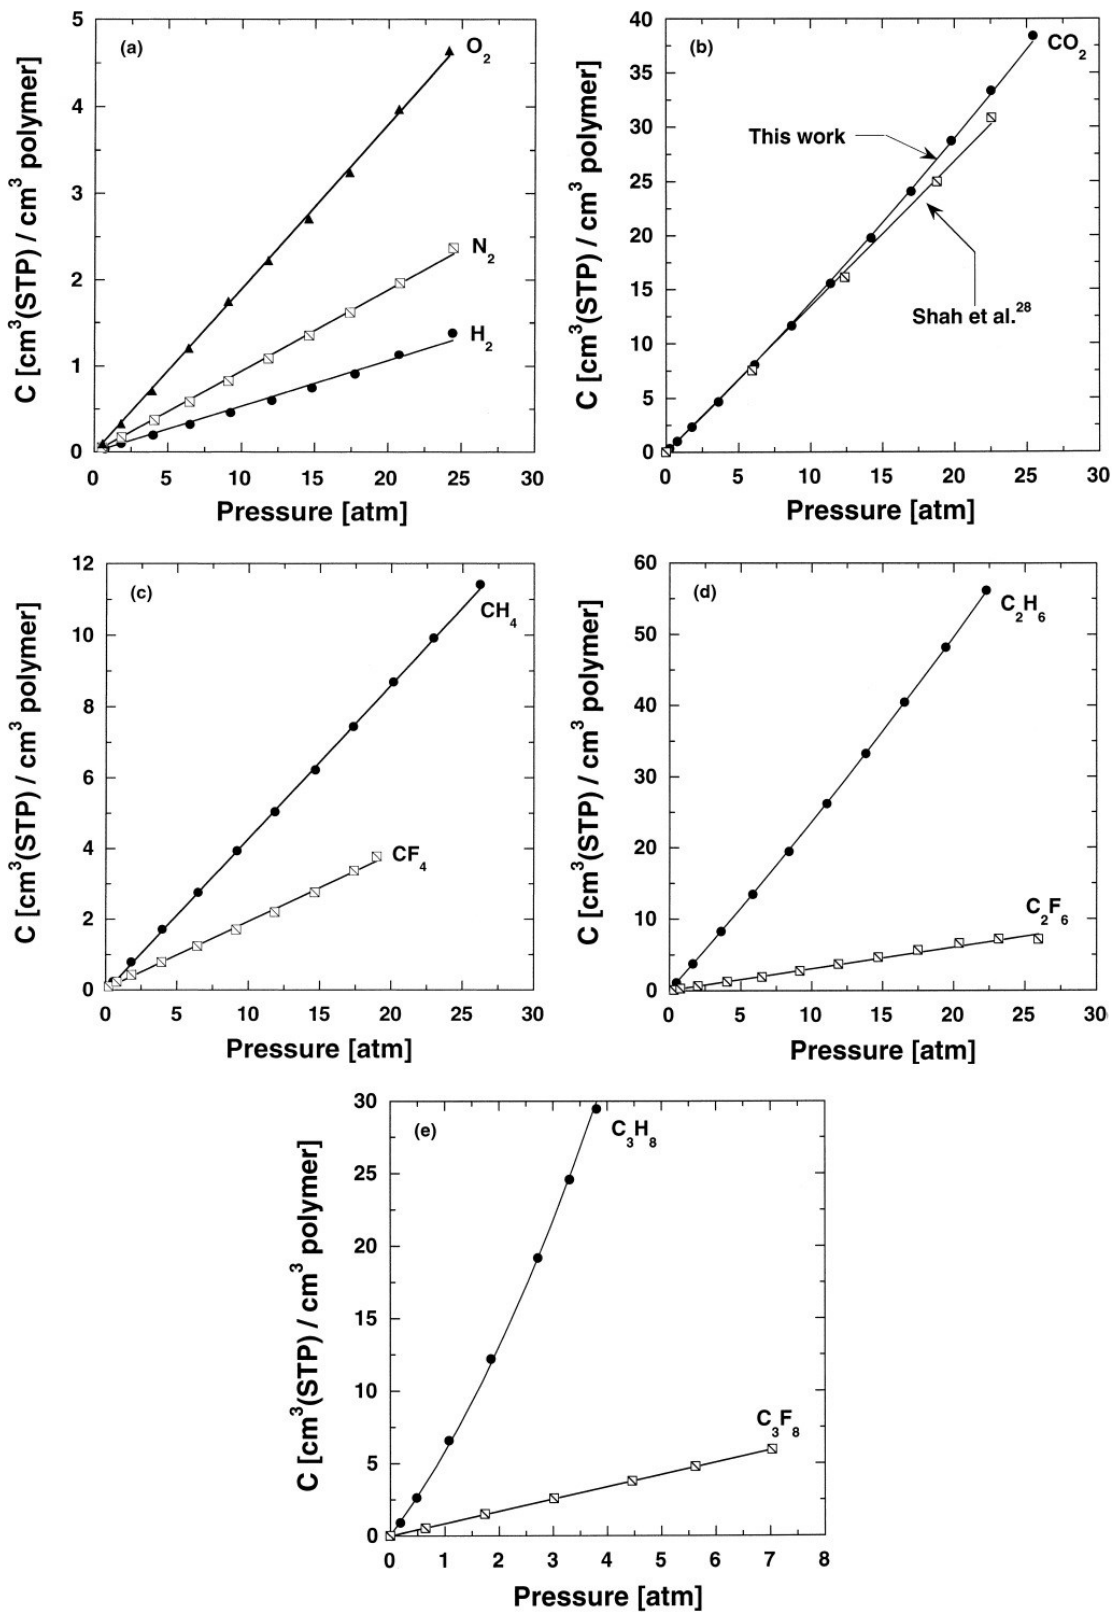 (a)
O2
N2
H2
5
4
3
2
1
0
0 5 10 15 20 25 30
Pressure [atm]
C [cm3(STP) / cm3 polymer]
(b)
CO2
This work
Shah et al.28
40
35
30
25
20
15
10
5
0
0 5 10 15 20 25 30
Pressure [atm]
C [cm3(STP) / cm3 polymer]
(c)
CH4
CF4
12
10
8
6
4
2
0
0 5 10 15 20 25 30
Pressure [atm]
C [cm3(STP) / cm3 polymer]
(d)
C2H6
C2F6
60
50
40
30
20
10
0
0 5 10 15 20 25 30
Pressure [atm]
C [cm3(STP) / cm3 polymer]
(e)
C3H8
C3F8
30
25
20
15
10
5
0
0 1 2 3 4 5 6 7 8
Pressure [atm]
C [cm3(STP) / cm3 polymer]